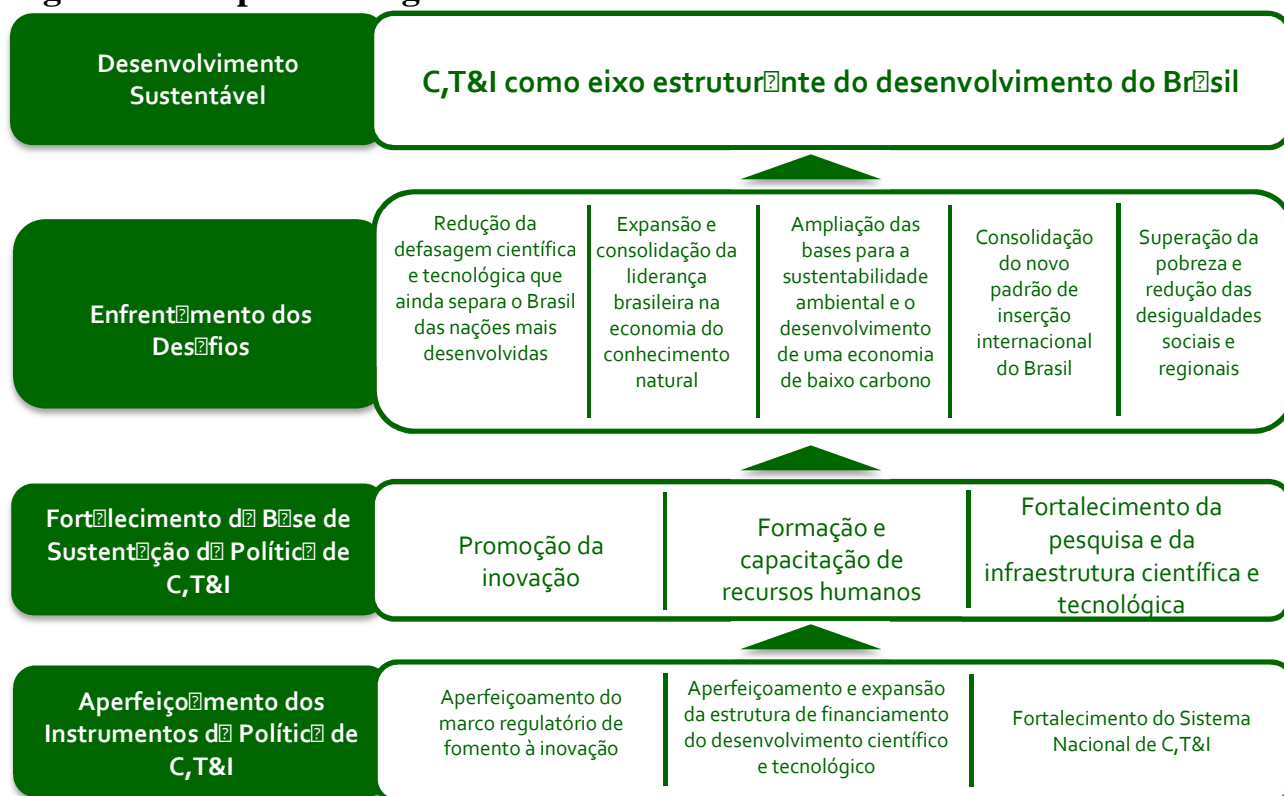 Desenvolvimento
Sustentável
C,T&I como eixo estrutur⍰nte do desenvolvimento do Br⍰sil
Enfrent⍰mento dos
Des⍰fios
Redução da
defasagem científica
e tecnológica que
ainda separa o Brasil
das nações mais
desenvolvidas
Expansão e
consolidação da
liderança
brasileira na
economia do
conhecimento
natural
Ampliação das
bases para a
sustentabilidade
ambiental e o
desenvolvimento
de uma economia
de baixo carbono
Consolidação
do novo
padrão de
inserção
internacional
do Brasil
Superação da
pobreza e
redução das
desigualdades
sociais e
regionais
Fort⍰lecimento d⍰ B⍰se de
Sustent⍰ção d⍰ Polític⍰ de
C,T&I
Promoção da
inovação
Formação e
capacitação de
recursos humanos
Fortalecimento da
pesquisa e da
infraestrutura científica e
tecnológica
Aperfeiço⍰mento dos
Instrumentos d⍰ Polític⍰ de
C,T&I
Aperfeiçoamento do
marco regulatório de
fomento à inovação
Aperfeiçoamento e expansão
da estrutura de financiamento
do desenvolvimento científico
e tecnológico
Fortalecimento do Sistema
Nacional de C,T&I